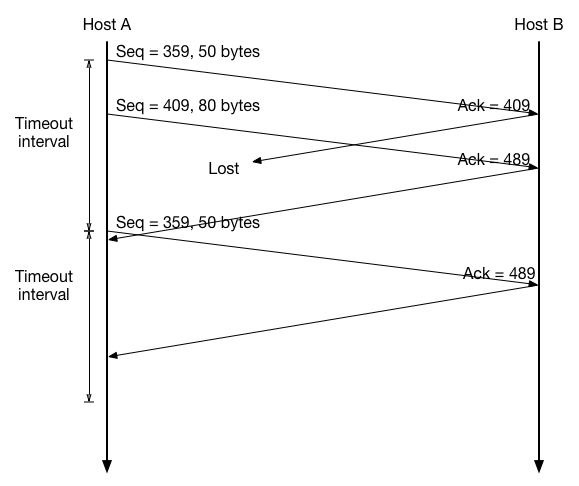 Host A
Host B
Seq = 359, 50 bytes
Seq = 409, 80 bytes
Ack = 409
Timeout
interval
Ack = 489
Lost
Seq = 359, 50 bytes
Ack = 489
Timeout
interval